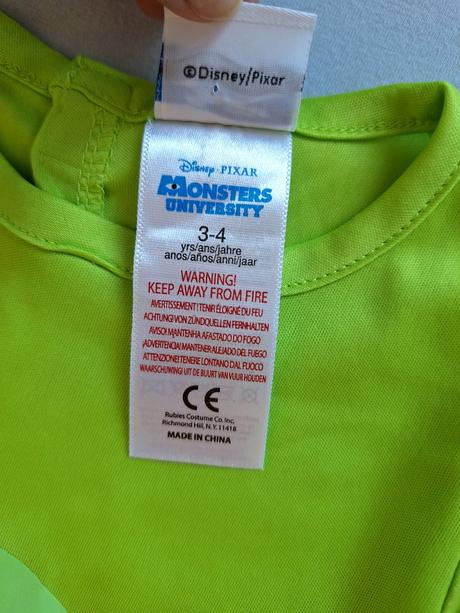 ©Disney/Pixar
Disney · PIXAR
MONSTERS
UNIVERSITY
3-4
yrs/ans/jahre
anos/años/anni/jaar
WARNING!
KEEP AWAY FROM FIRE
AVERTISSEMENT! TENIR ÉLOIGNÉ DU FEU
ACHTUNG! VON ZÜNDQUELLEN FERNHALTEN
AVISO! MANTENHA AFASTADO DO FOGO
¡ADVERTENCIA! MANTENER ALEJADO DEL FUEGO
ATTENZIONE! TENERE LONTANO DAL FUOCO
WAARSCHUWING! UIT DE BUURT VAN VUUR HOUDEN
CE
Rubies Costume Co. Inc,
Richmond Hill, N.Y. 11418
MADE IN CHINA